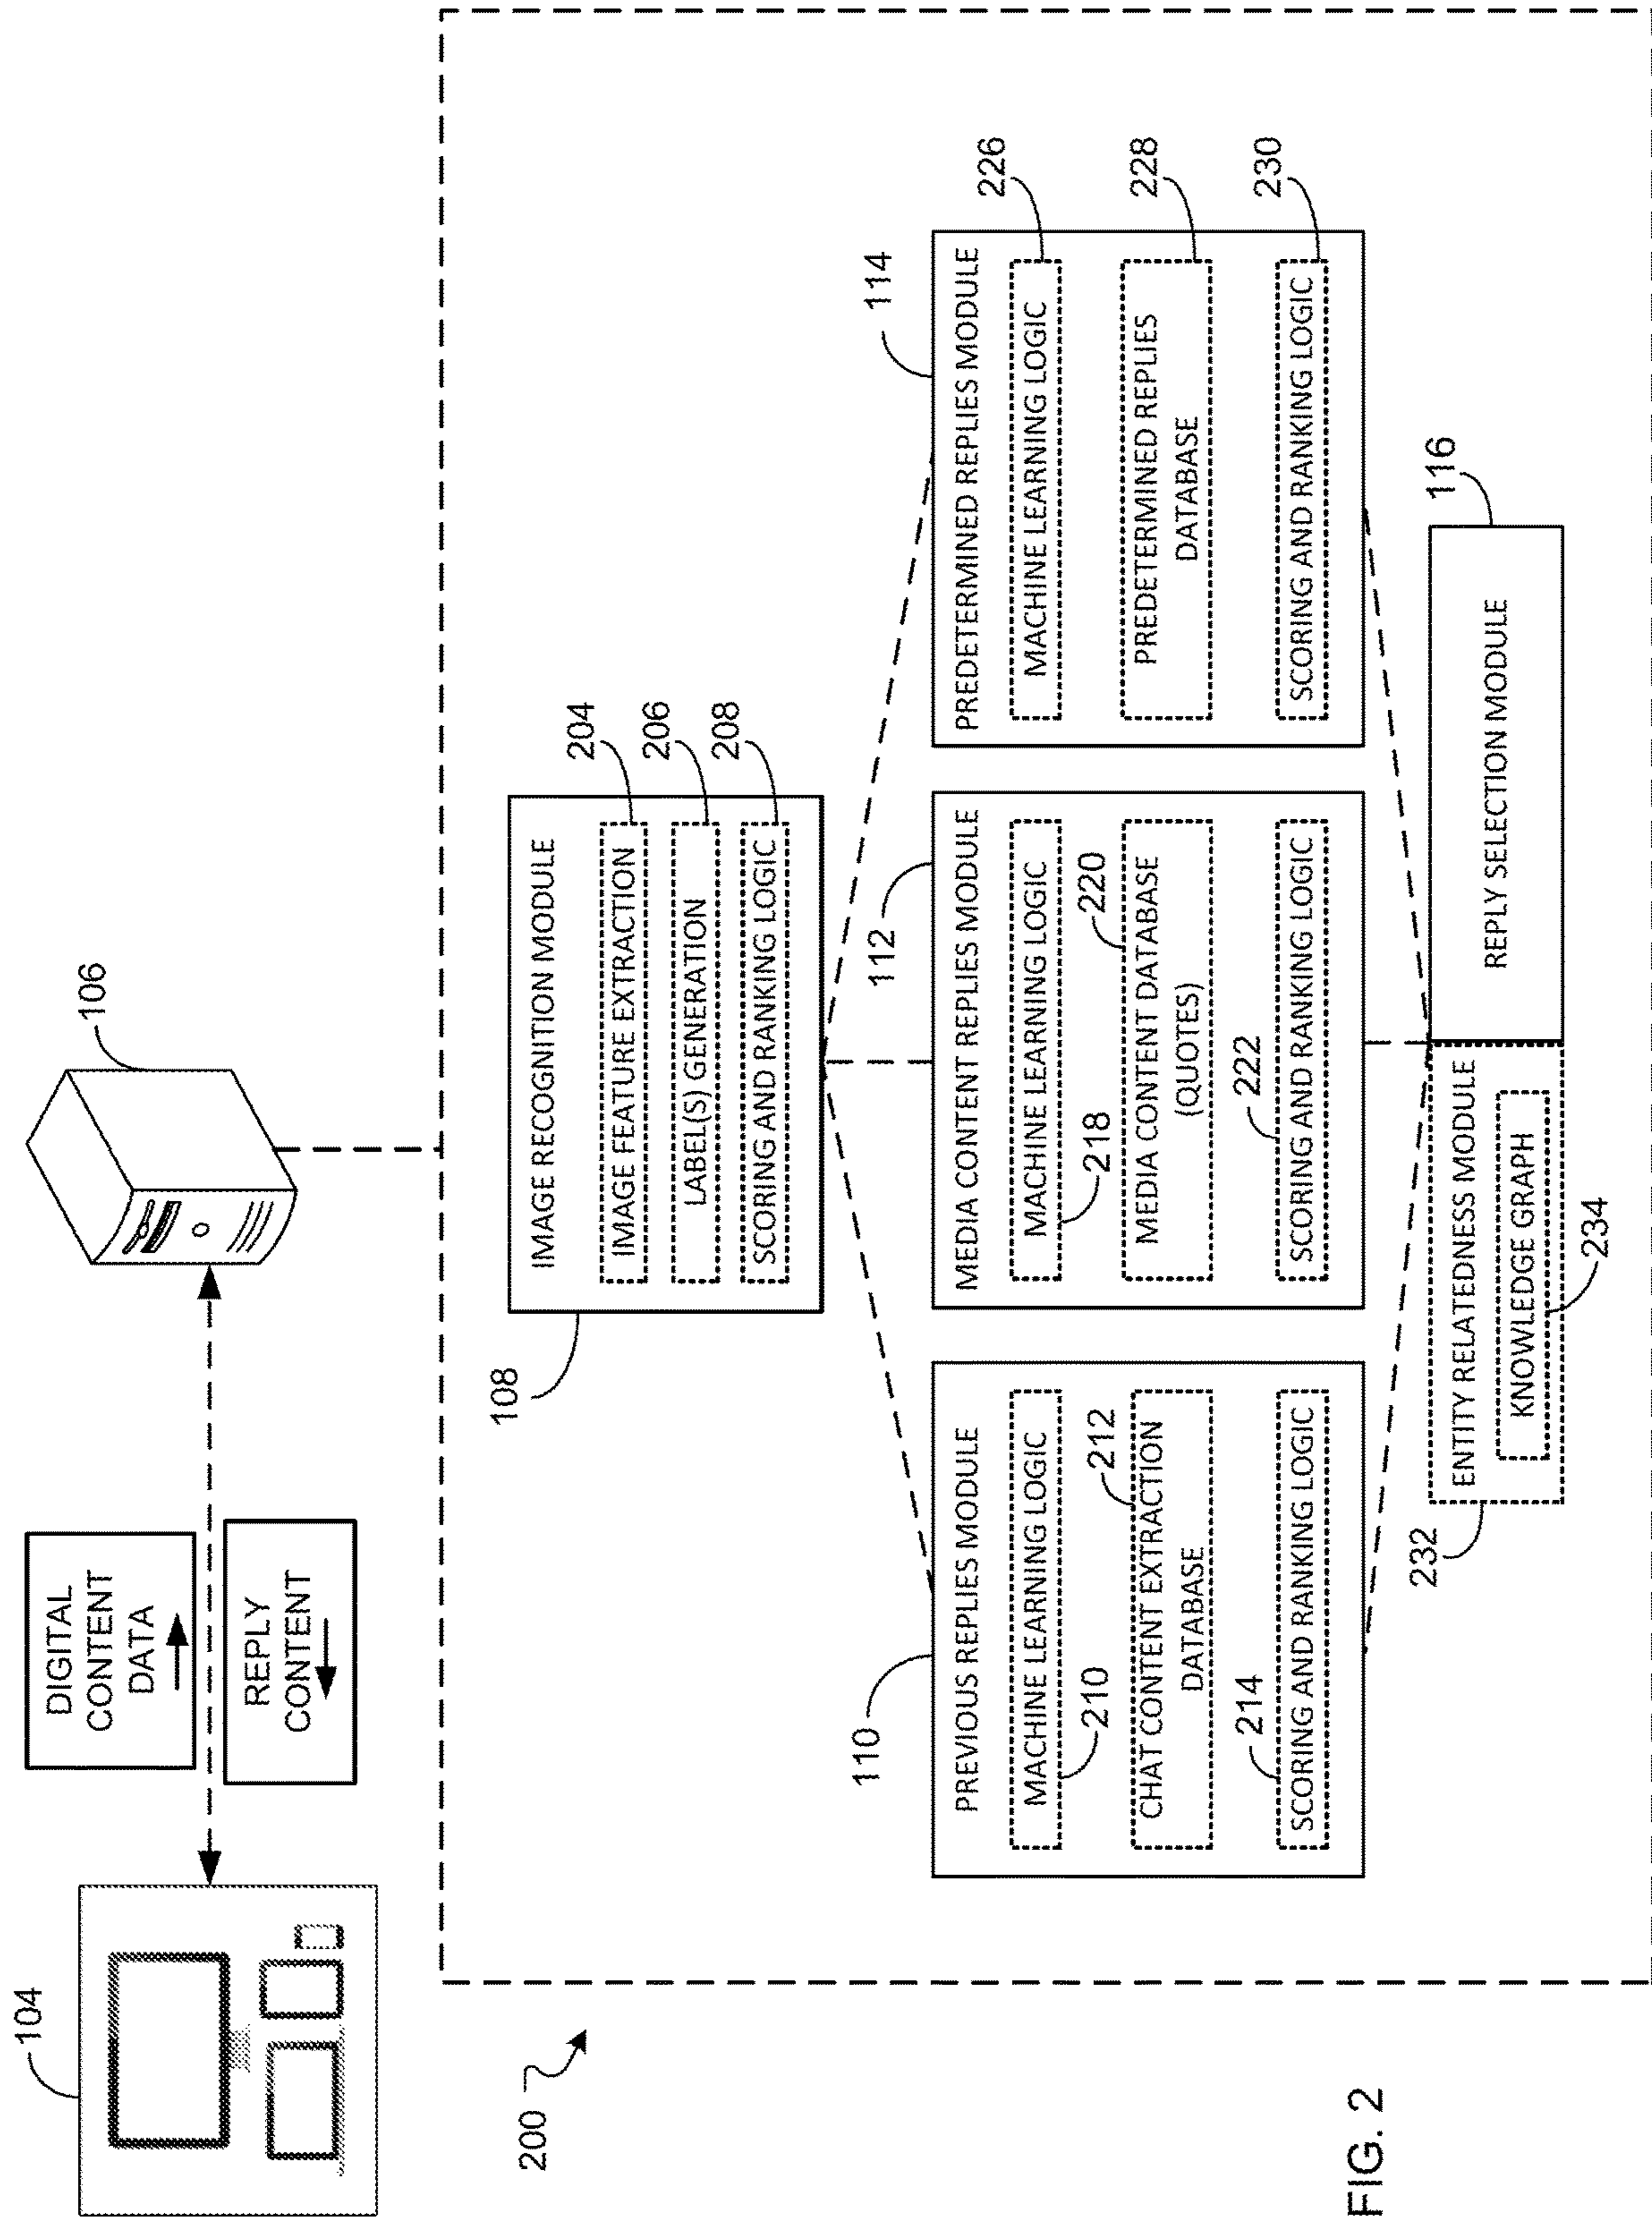 104
DIGITAL
CONTENT
DATA
REPLY
CONTENT
106
200
108
IMAGE RECOGNITION MODULE
IMAGE FEATURE EXTRACTION
204
LABEL(S) GENERATION
206
SCORING AND RANKING LOGIC
208
110
PREVIOUS REPLIES MODULE
MACHINE LEARNING LOGIC
210
212
CHAT CONTENT EXTRACTION
DATABASE
214
SCORING AND RANKING LOGIC
112
MEDIA CONTENT REPLIES MODULE
MACHINE LEARNING LOGIC
218
220
MEDIA CONTENT DATABASE
(QUOTES)
222
SCORING AND RANKING LOGIC
114
PREDETERMINED REPLIES MODULE
MACHINE LEARNING LOGIC
226
PREDETERMINED REPLIES
DATABASE
228
SCORING AND RANKING LOGIC
230
232
ENTITY RELATEDNESS MODULE
KNOWLEDGE GRAPH
234
REPLY SELECTION MODULE
116
FIG. 2